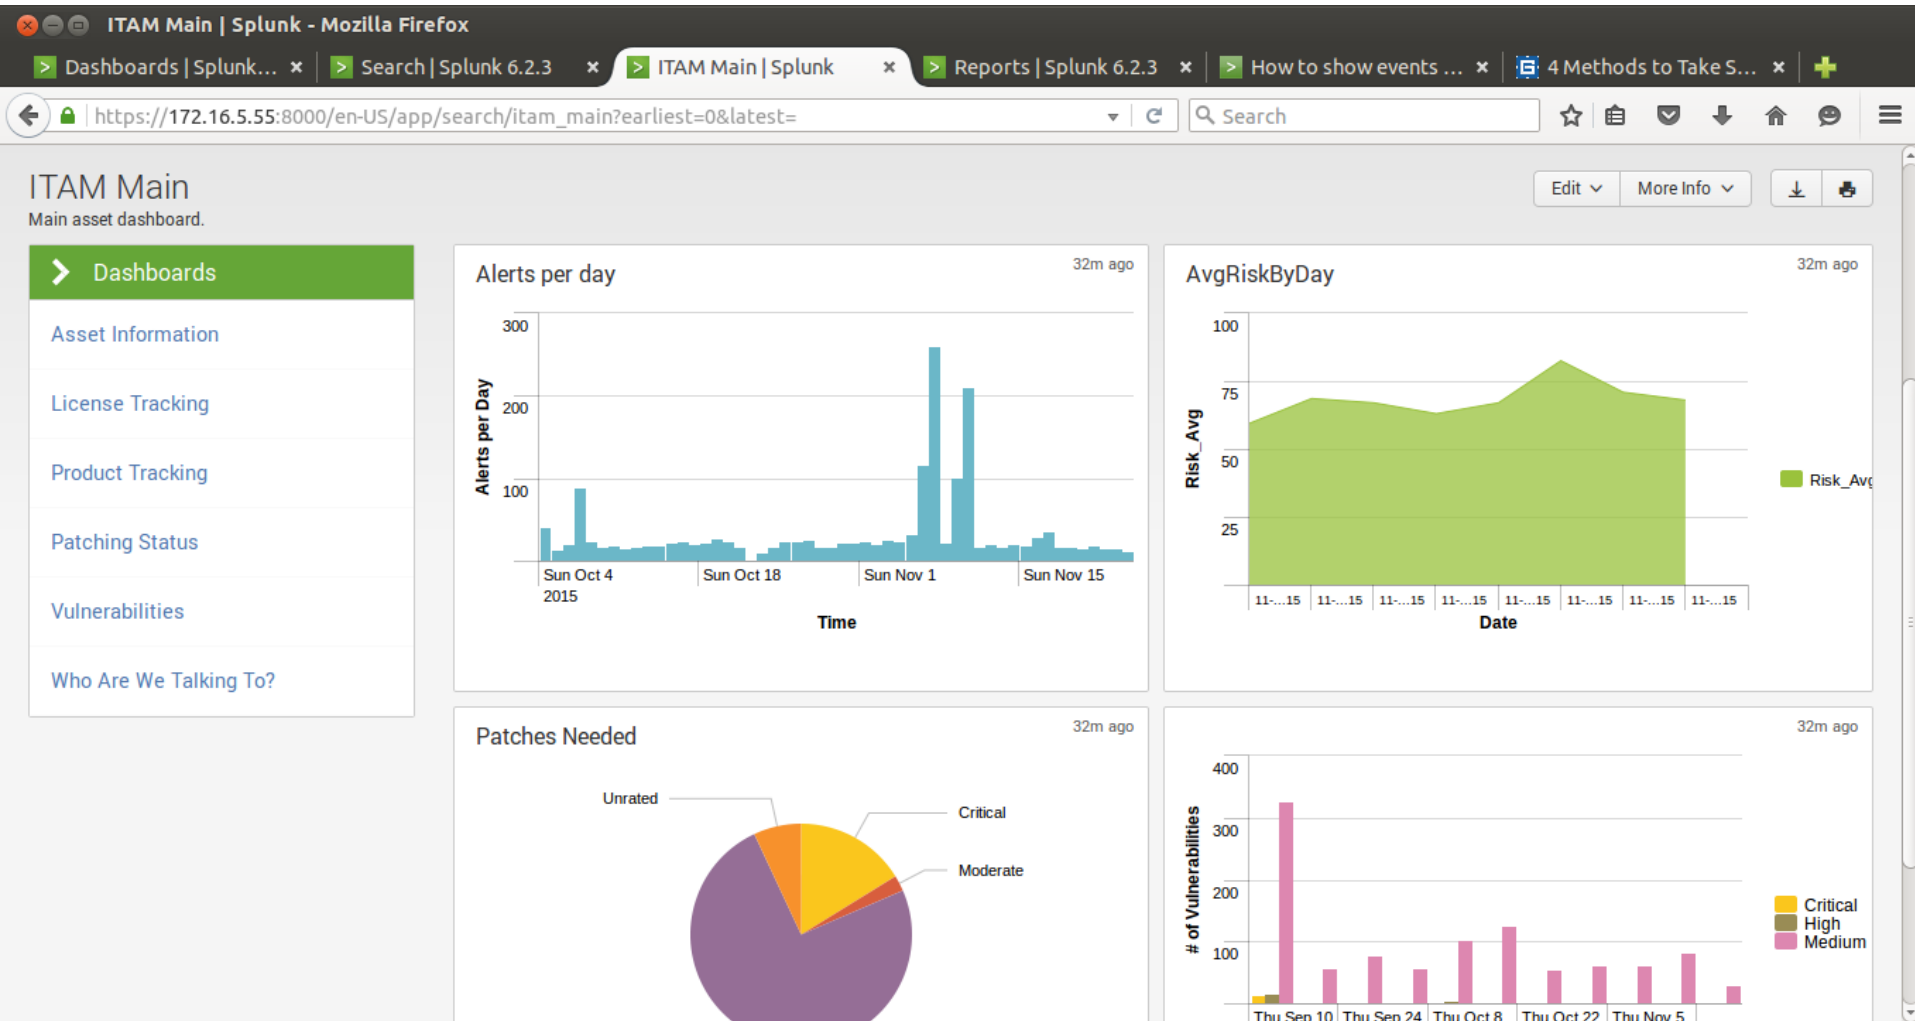 ITAM Main | Splunk - Mozilla Firefox
Dashboards | Splunk... Search | Splunk 6.2.3 ITAM Main | Splunk Reports | Splunk 6.2.3 How to show events ... 4 Methods to Take S...
https://172.16.5.55:8000/en-US/app/search/itam_main?earliest=0&latest= Search
ITAM Main
Main asset dashboard.
Edit More Info
Dashboards
Asset Information
License Tracking
Product Tracking
Patching Status
Vulnerabilities
Who Are We Talking To?
Alerts per day
32m ago
300
200
100
Alerts per Day
Sun Oct 4 Sun Oct 18 Sun Nov 1 Sun Nov 15
2015
Time
AvgRiskByDay
32m ago
100
75
50
25
Risk_Avg
Risk_Avg
11-...15 11-...15 11-...15 11-...15 11-...15 11-...15 11-...15 11-...15
Date
Patches Needed
32m ago
Unrated
Critical
Moderate
32m ago
400
300
200
100
# of Vulnerabilities
Critical
High
Medium
Thu Sep 10 Thu Sep 24 Thu Oct 8 Thu Oct 22 Thu Nov 5